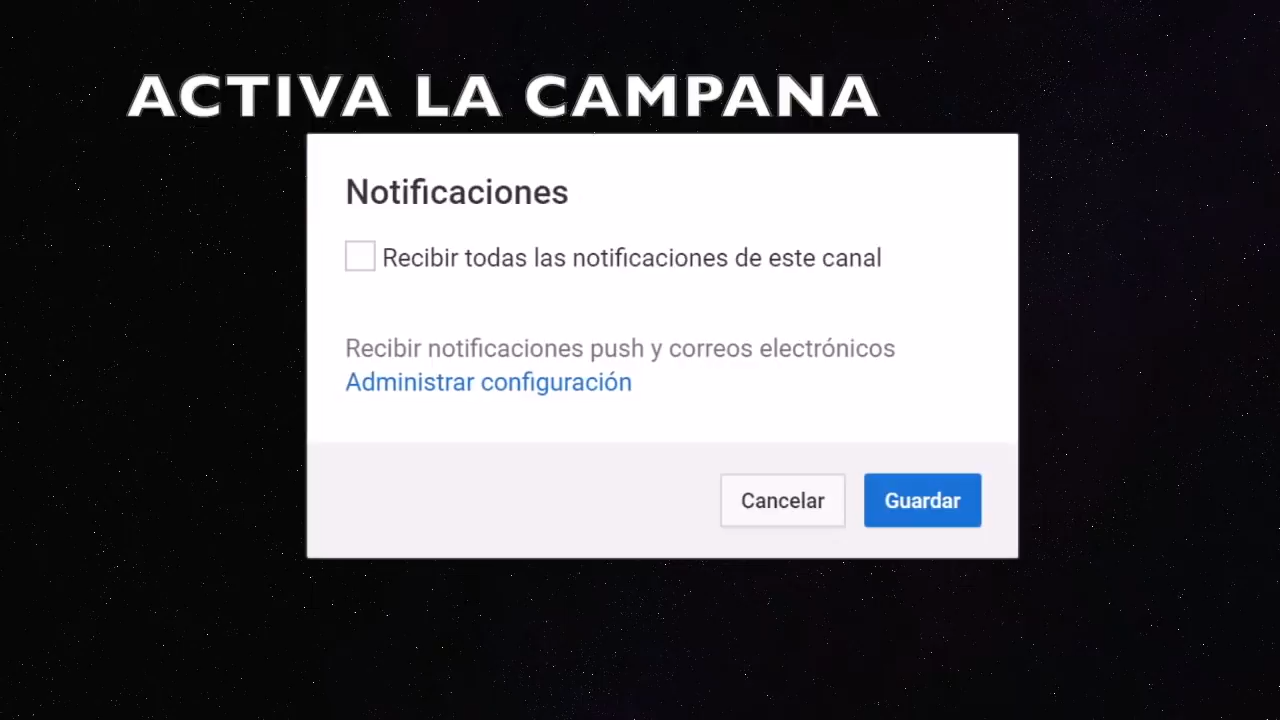 ACTIVA LA CAMPANA
Notificaciones
Recibir todas las notificaciones de este canal
Recibir notificaciones push y correos electrónicos
Administrar configuración
Cancelar
Guardar